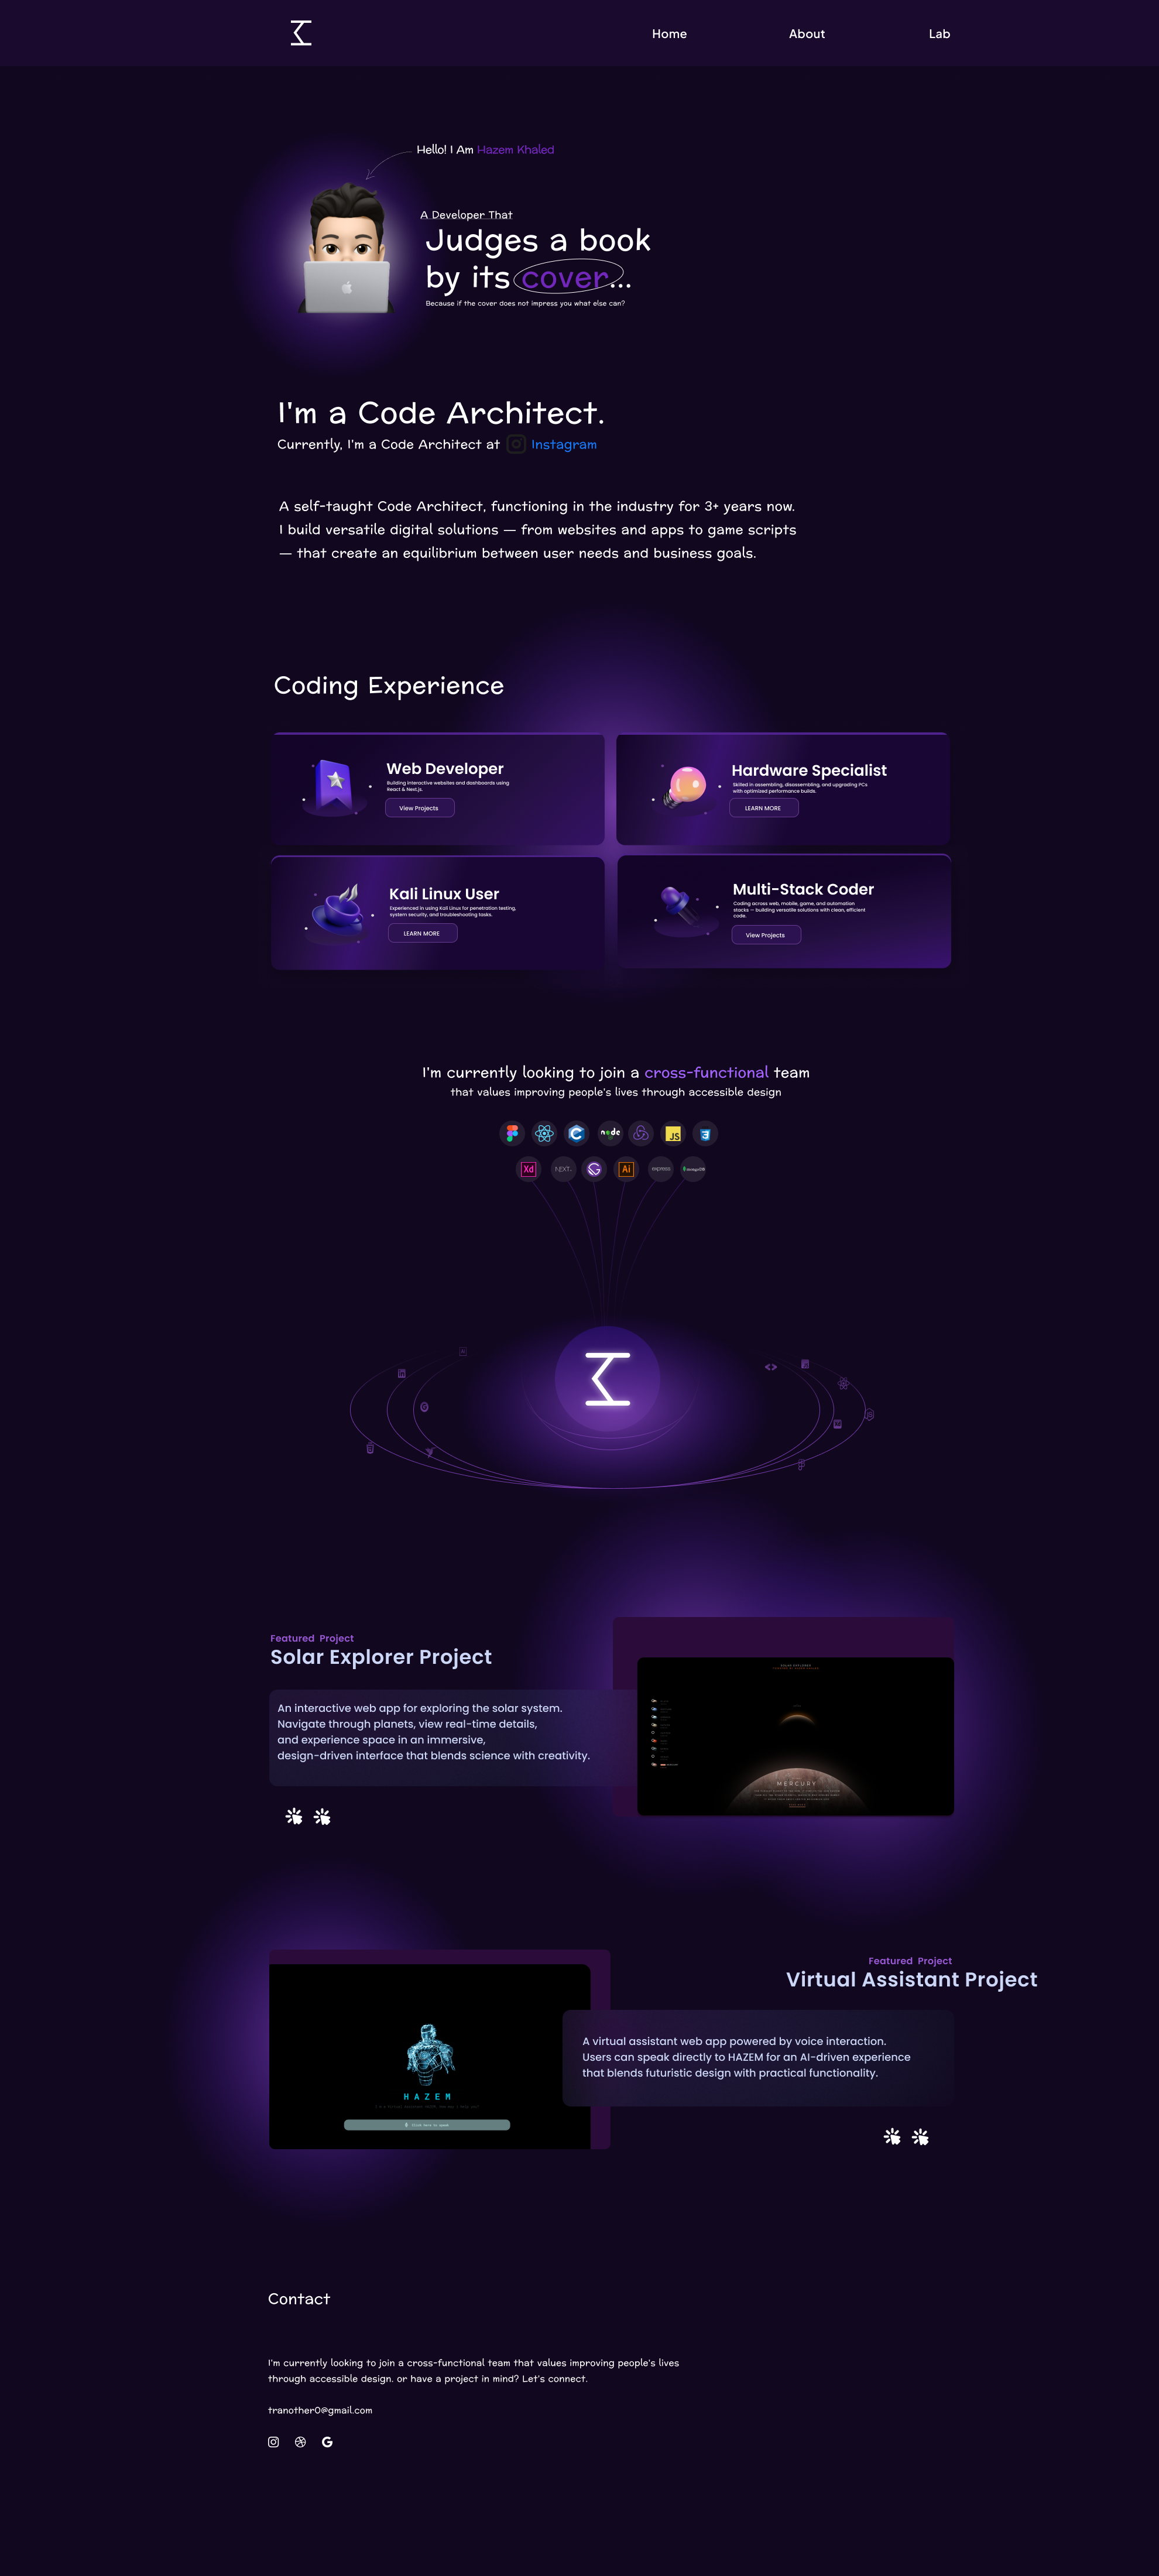 Home About Lab
Hello! I Am Hazem Khaled
A Developer That
Judges a book
by its cover...
Because if the cover does not impress you what else can?
I'm a Code Architect.
Currently, I'm a Code Architect at Instagram
A self-taught Code Architect, functioning in the industry for 3+ years now.
I build versatile digital solutions — from websites and apps to game scripts
— that create an equilibrium between user needs and business goals.
Coding Experience
Web Developer
Building interactive websites and dashboards using
React & Next.js.
View Projects
Hardware Specialist
Skilled in assembling, disassembling, and upgrading PCs
with optimized performance builds.
LEARN MORE
Kali Linux User
Experienced in using Kali Linux for penetration testing,
system security, and troubleshooting tasks.
LEARN MORE
Multi-Stack Coder
Coding across web, mobile, game, and automation
stacks — building versatile solutions with clean, efficient
code.
View Projects
I'm currently looking to join a cross-functional team
that values improving people's lives through accessible design
C node JS 3
Xd NEXT. Ai express mongoDB
Featured Project
Solar Explorer Project
An interactive web app for exploring the solar system.
Navigate through planets, view real-time details,
and experience space in an immersive,
design-driven interface that blends science with creativity.
SOLAR EXPLORER
MERCURY
Featured Project
Virtual Assistant Project
A virtual assistant web app powered by voice interaction.
Users can speak directly to HAZEM for an AI-driven experience
that blends futuristic design with practical functionality.
HAZEM
Click here to speak
Contact
I'm currently looking to join a cross-functional team that values improving people's lives
through accessible design. or have a project in mind? Let's connect.
tranother0@gmail.com